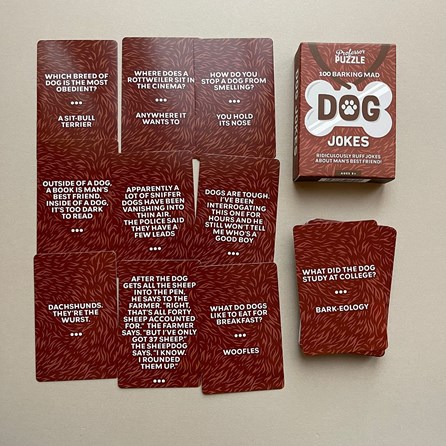 WHICH BREED OF
DOG IS THE MOST
OBEDIENT?
A SIT-BULL
TERRIER
WHERE DOES A
ROTTWEILER SIT IN
THE CINEMA?
ANYWHERE IT
WANTS TO
HOW DO YOU
STOP A DOG FROM
SMELLING?
YOU HOLD
ITS NOSE
Professor
PUZZLE
100 BARKING MAD
DOG
JOKES
RIDICULOUSLY RUFF JOKES
ABOUT MAN'S BEST FRIEND!
OUTSIDE OF A DOG,
A BOOK IS MAN'S
BEST FRIEND.
INSIDE OF A DOG,
IT'S TOO DARK
TO READ
APPARENTLY A
LOT OF SNIFFER
DOGS HAVE BEEN
VANISHING INTO
THIN AIR.
THE POLICE SAID
THEY HAVE A
FEW LEADS
DOGS ARE TOUGH.
I'VE BEEN
INTERROGATING
THIS ONE FOR
HOURS AND HE
STILL WON'T TELL
ME WHO'S A
GOOD BOY
DACHSHUNDS.
THEY'RE THE
WURST.
AFTER THE DOG
GETS ALL THE SHEEP
INTO THE PEN,
HE SAYS TO THE
FARMER, "RIGHT,
THAT'S ALL FORTY
SHEEP ACCOUNTED
FOR." THE FARMER
SAYS, "BUT I'VE ONLY
GOT 37 SHEEP."
THE SHEEPDOG
SAYS, "I KNOW.
I ROUNDED
THEM UP."
WHAT DO DOGS
LIKE TO EAT FOR
BREAKFAST?
WOOFLES
WHAT DID THE DOG
STUDY AT COLLEGE?
BARK-EOLOGY